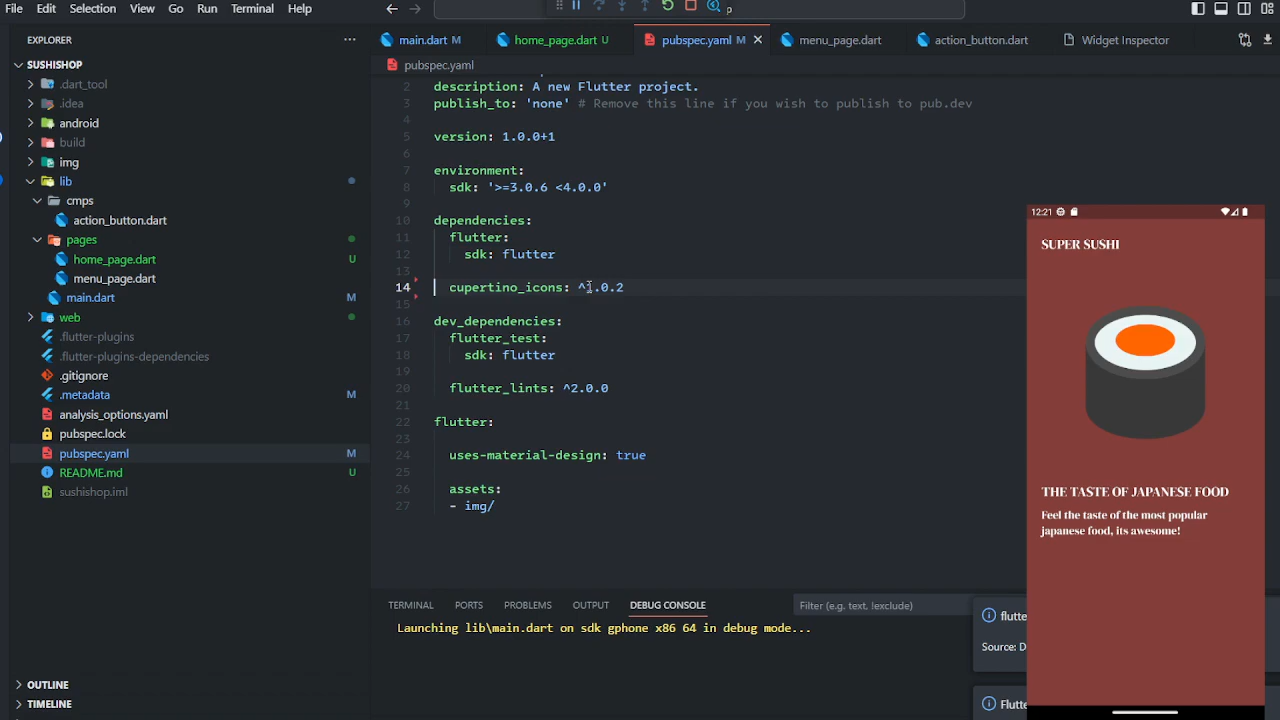 File Edit Selection View Go Run Terminal Help
EXPLORER
main.dart M
home_page.dart U
pubspec.yaml M
menu_page.dart
action_button.dart
Widget Inspector
SUSHISHOP
.dart_tool
.idea
android
build
img
lib
cmps
action_button.dart
pages
home_page.dart U
menu_page.dart
main.dart M
web
.flutter-plugins
.flutter-plugins-dependencies
.gitignore
.metadata M
analysis_options.yaml
pubspec.lock
pubspec.yaml M
README.md U
sushishop.iml
OUTLINE
TIMELINE
pubspec.yaml
2 description: A new Flutter project.
3 publish_to: 'none' # Remove this line if you wish to publish to pub.dev
4
5 version: 1.0.0+1
6
7 environment:
8 sdk: '>=3.0.6 <4.0.0'
9
10 dependencies:
11 flutter:
12 sdk: flutter
13
14 cupertino_icons: ^1.0.2
15
16 dev_dependencies:
17 flutter_test:
18 sdk: flutter
19
20 flutter_lints: ^2.0.0
21
22 flutter:
23
24 uses-material-design: true
25
26 assets:
27 - img/
TERMINAL PORTS PROBLEMS OUTPUT DEBUG CONSOLE
Filter (e.g. text, !exclude)
Launching lib\main.dart on sdk gphone x86 64 in debug mode...
flutte
Source: D
Flutte
12:21
SUPER SUSHI
THE TASTE OF JAPANESE FOOD
Feel the taste of the most popular
japanese food, its awesome!